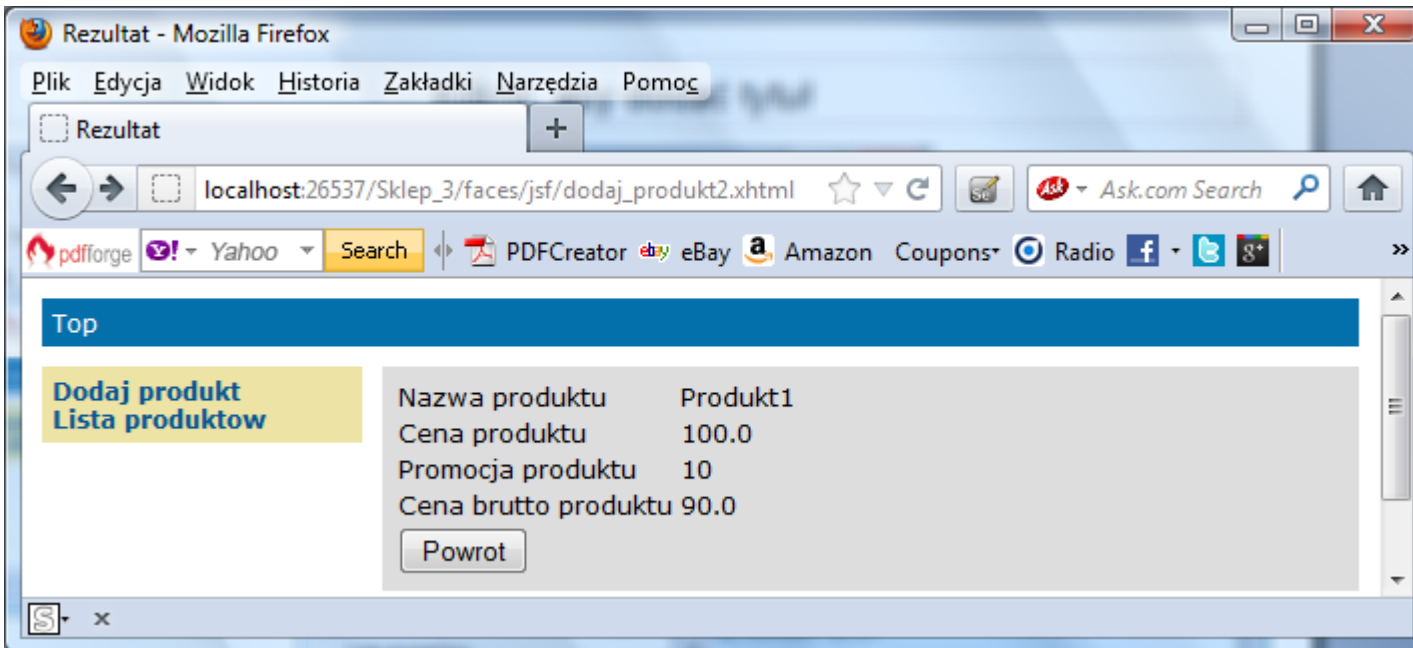 Rezultat - Mozilla Firefox
Plik Edycja Widok Historia Zakładki Narzędzia Pomoc
Rezultat +
localhost:26537/Sklep_3/faces/jsf/dodaj_produkt2.xhtml Ask Ask.com Search
pdfforge Y! Yahoo Search PDFCreator ebay eBay a Amazon Coupons Radio f g+ »
Top
Dodaj produkt
Lista produktow
Nazwa produktu Produkt1
Cena produktu 100.0
Promocja produktu 10
Cena brutto produktu 90.0
Powrot
S x